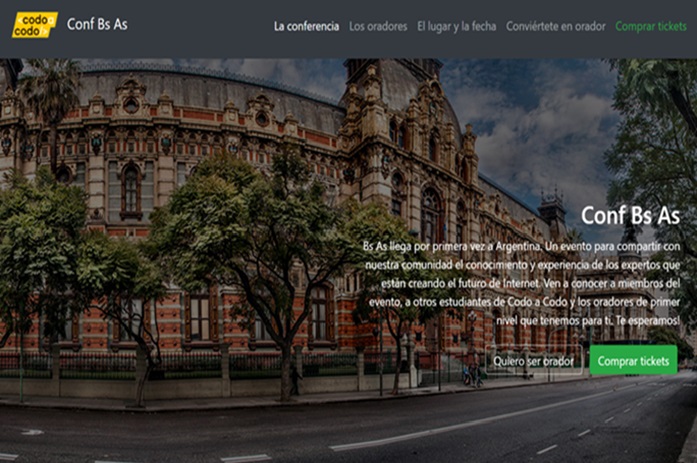 codo a
codo
Conf Bs As
La conferencia
Los oradores
El lugar y la fecha
Conviértete en orador
Comprar tickets
Conf Bs As
Bs As llega por primera vez a Argentina. Un evento para compartir con
nuestra comunidad el conocimiento y experiencia de los expertos que
están creando el futuro de Internet. Ven a conocer a miembros del
evento, a otros estudiantes de Codo a Codo y los oradores de primer
nivel que tenemos para ti. Te esperamos!
Quiero ser orador
Comprar tickets